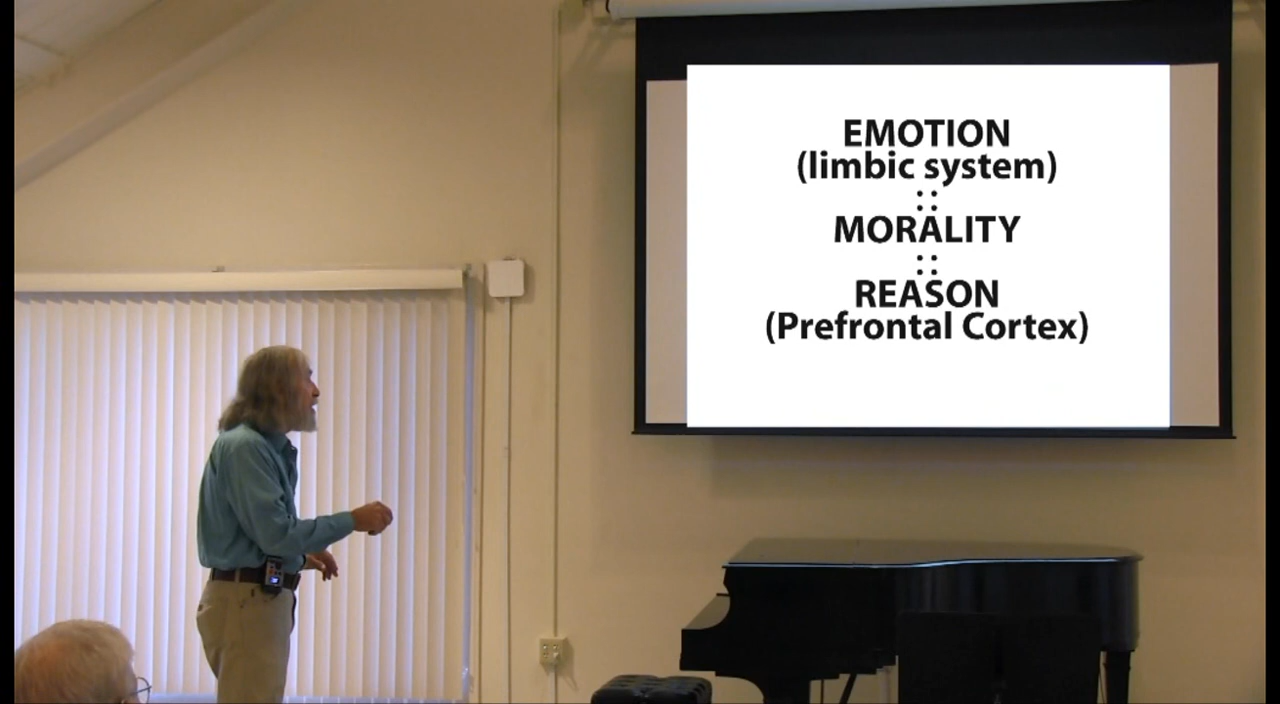 EMOTION
(limbic system)
::
MORALITY
::
REASON
(Prefrontal Cortex)